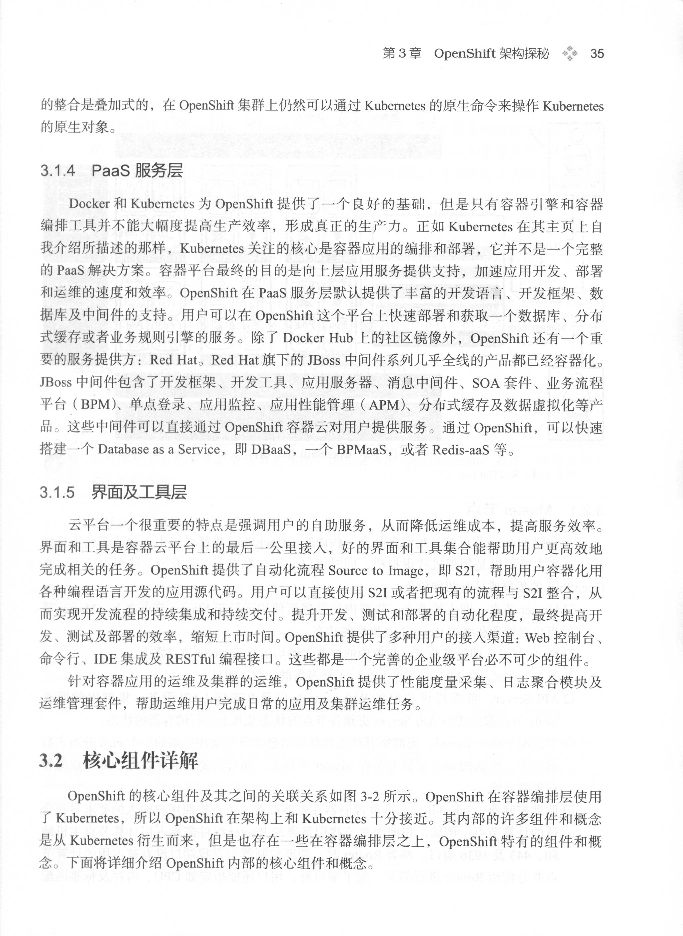 第 3 章 OpenShift 架构探秘 35
的整合是叠加式的，在 OpenShift 集群上仍然可以通过 Kubernetes 的原生命令来操作 Kubernetes
的原生对象。
3.1.4 PaaS 服务层
Docker 和 Kubernetes 为 OpenShift 提供了一个良好的基础，但是只有容器引擎和容器
编排工具并不能大幅度提高生产效率，形成真正的生产力。正如 Kubernetes 在其主页上自
我介绍所描述的那样，Kubernetes 关注的核心是容器应用的编排和部署，它并不是一个完整
的 PaaS 解决方案。容器平台最终的目的是向上层应用服务提供支持，加速应用开发、部署
和运维的速度和效率。OpenShift 在 PaaS 服务层默认提供了丰富的开发语言、开发框架、数
据库及中间件的支持。用户可以在 OpenShift 这个平台上快速部署和获取一个数据库、分布
式缓存或者业务规则引擎的服务。除了 Docker Hub 上的社区镜像外，OpenShift 还有一个重
要的服务提供方：Red Hat。Red Hat 旗下的 JBoss 中间件系列几乎全线的产品都已经容器化。
JBoss 中间件包含了开发框架、开发工具、应用服务器、消息中间件、SOA 套件、业务流程
平台（BPM）、单点登录、应用监控、应用性能管理（APM）、分布式缓存及数据虚拟化等产
品。这些中间件可以直接通过 OpenShift 容器云对用户提供服务。通过 OpenShift，可以快速
搭建一个 Database as a Service，即 DBaaS，一个 BPMaaS，或者 Redis-aaS 等。
3.1.5 界面及工具层
云平台一个很重要的特点是强调用户的自助服务，从而降低运维成本，提高服务效率。
界面和工具是容器云平台上的最后一公里接入，好的界面和工具集合能帮助用户更高效地
完成相关的任务。OpenShift 提供了自动化流程 Source to Image，即 S2I，帮助用户容器化用
各种编程语言开发的应用源代码。用户可以直接使用 S2I 或者把现有的流程与 S2I 整合，从
而实现开发流程的持续集成和持续交付。提升开发、测试和部署的自动化程度，最终提高开
发、测试及部署的效率，缩短上市时间。OpenShift 提供了多种用户的接入渠道：Web 控制台、
命令行、IDE 集成及 RESTful 编程接口。这些都是一个完善的企业级平台必不可少的组件。
针对容器应用的运维及集群的运维，OpenShift 提供了性能度量采集、日志聚合模块及
运维管理套件，帮助运维用户完成日常的应用及集群运维任务。
3.2 核心组件详解
OpenShift 的核心组件及其之间的关联关系如图 3-2 所示。OpenShift 在容器编排层使用
了 Kubernetes，所以 OpenShift 在架构上和 Kubernetes 十分接近。其内部的许多组件和概念
是从 Kubernetes 衍生而来，但是也存在一些在容器编排层之上，OpenShift 特有的组件和概
念。下面将详细介绍 OpenShift 内部的核心组件和概念。